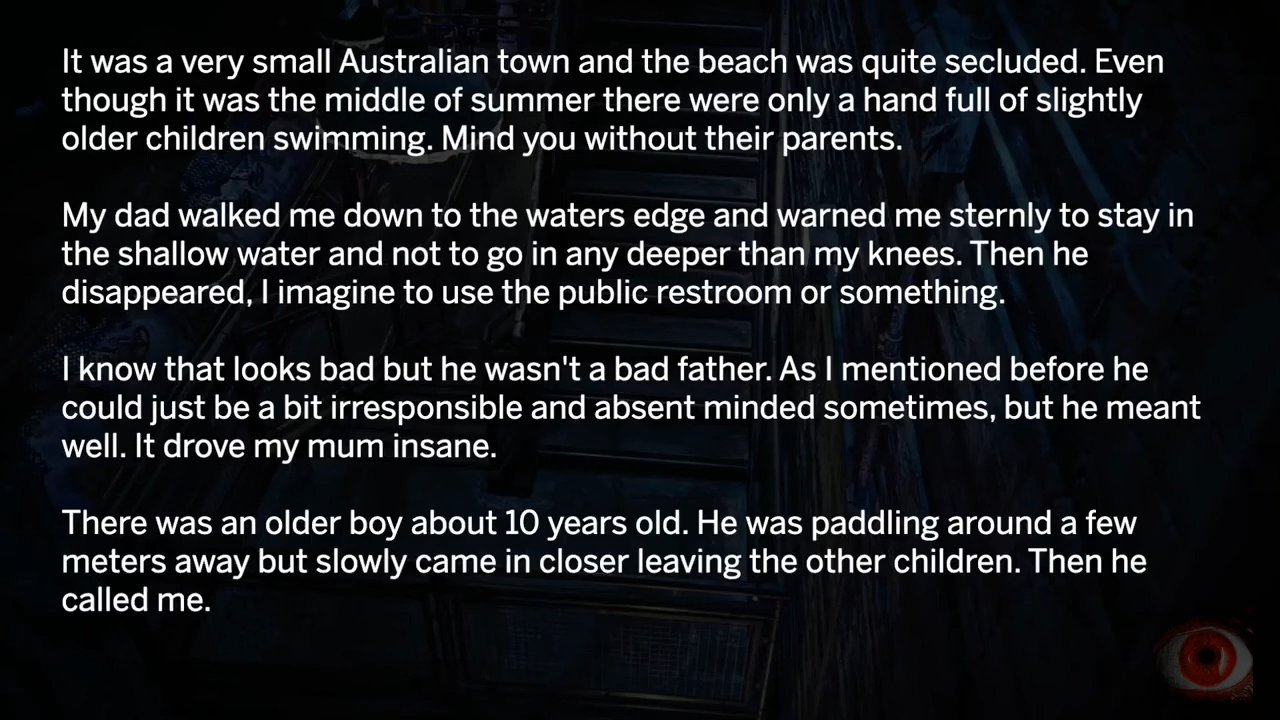 It was a very small Australian town and the beach was quite secluded. Even
though it was the middle of summer there were only a hand full of slightly
older children swimming. Mind you without their parents.
My dad walked me down to the waters edge and warned me sternly to stay in
the shallow water and not to go in any deeper than my knees. Then he
disappeared, I imagine to use the public restroom or something.
I know that looks bad but he wasn't a bad father. As I mentioned before he
could just be a bit irresponsible and absent minded sometimes, but he meant
well. It drove my mum insane.
There was an older boy about 10 years old. He was paddling around a few
meters away but slowly came in closer leaving the other children. Then he
called me.